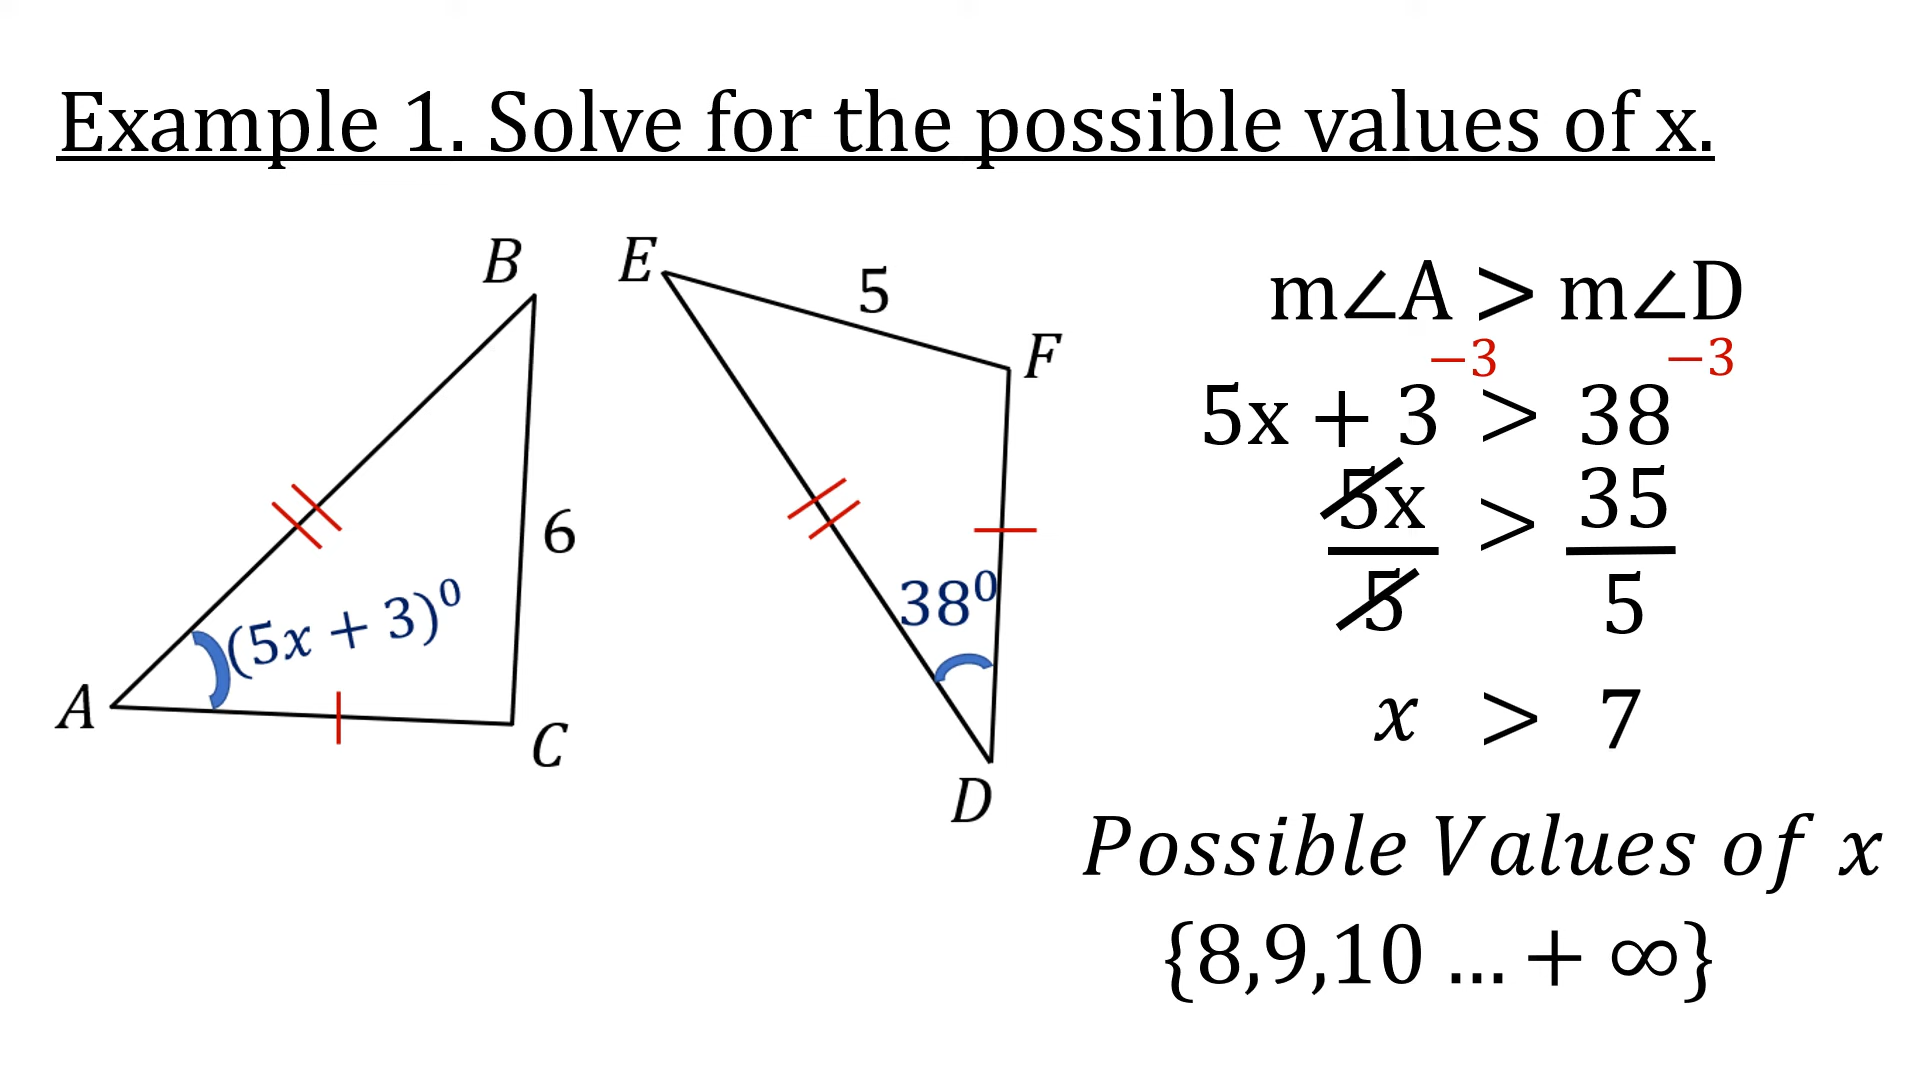 Example 1. Solve for the possible values of x.
B
E
5
F
6
(5x + 3)⁰
38⁰
A
C
D
m∠A > m∠D
−3 −3
5x + 3 > 38
5x > 35
5 5
x > 7
Possible Values of x
{8,9,10 ... + ∞}